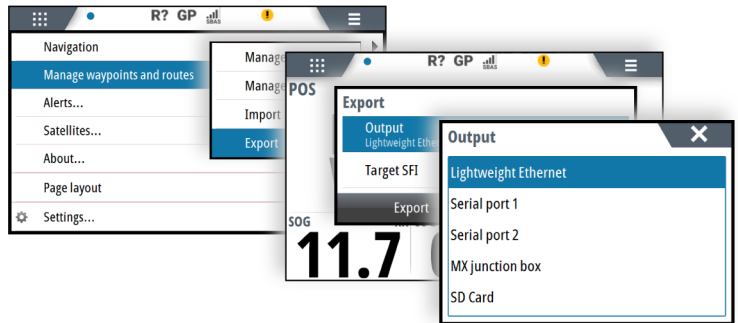 R? GP SBAS
Navigation
Manage waypoints and routes
Alerts...
Satellites...
About...
Page layout
Settings...
Manage
Manage
Import
Export
R? GP SBAS
POS
SOG
11.7
Export
Output
Lightweight Ethe
Target SFI
Export
Output
Lightweight Ethernet
Serial port 1
Serial port 2
MX junction box
SD Card